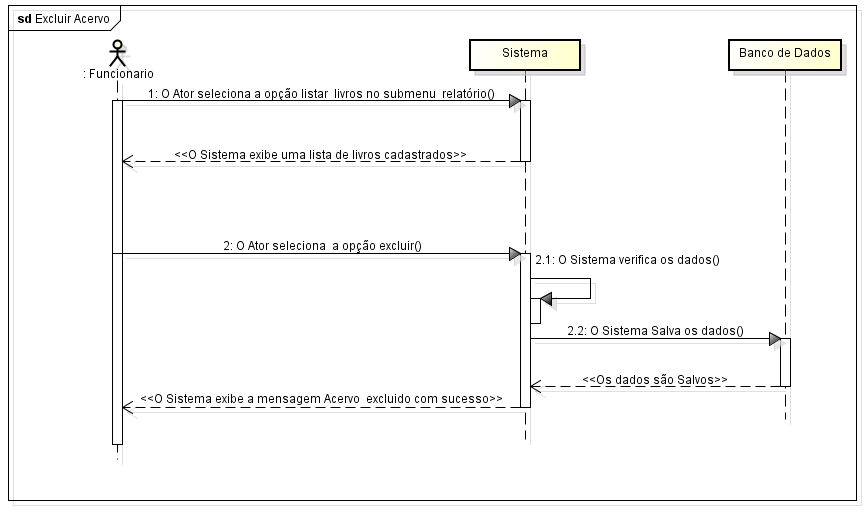 sd Excluir Acervo
: Funcionario
Sistema
Banco de Dados
1: O Ator seleciona a opção listar livros no submenu relatório()
<<O Sistema exibe uma lista de livros cadastrados>>
2: O Ator seleciona a opção excluir()
2.1: O Sistema verifica os dados()
2.2: O Sistema Salva os dados()
<<Os dados são Salvos>>
<<O Sistema exibe a mensagem Acervo excluido com sucesso>>